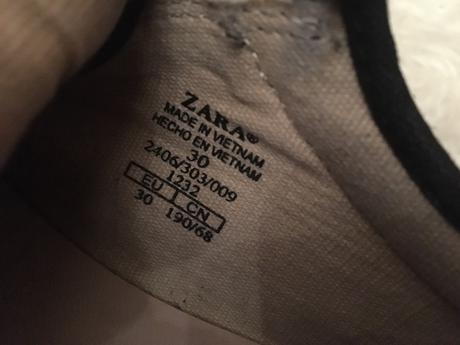 ZARA®
MADE IN VIETNAM
HECHO EN VIETNAM
30
2406/303/009
1232
EU CN
30 190/68